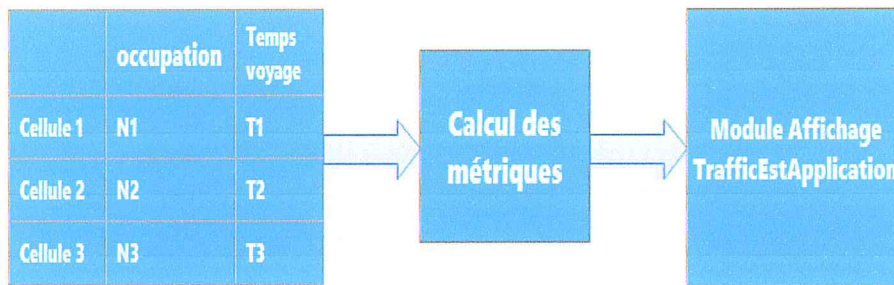 occupation Temps voyage
Cellule 1 N1 T1
Cellule 2 N2 T2
Cellule 3 N3 T3
Calcul des
métriques
Module Affichage
TrafficEstApplication